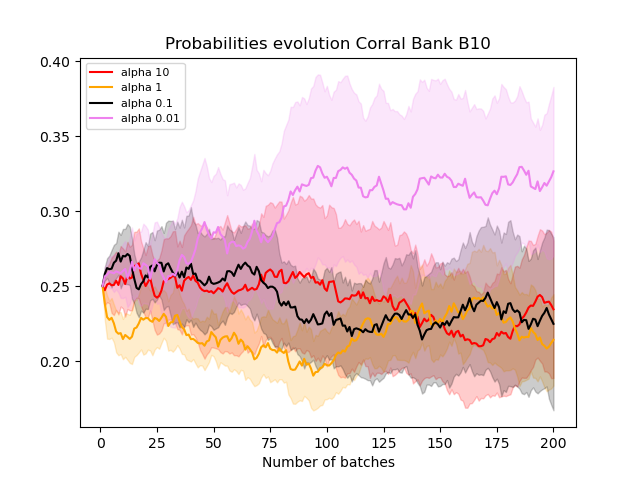 Probabilities evolution Corral Bank B10
alpha 10
alpha 1
alpha 0.1
alpha 0.01
0.40
0.35
0.30
0.25
0.20
0 25 50 75 100 125 150 175 200
Number of batches